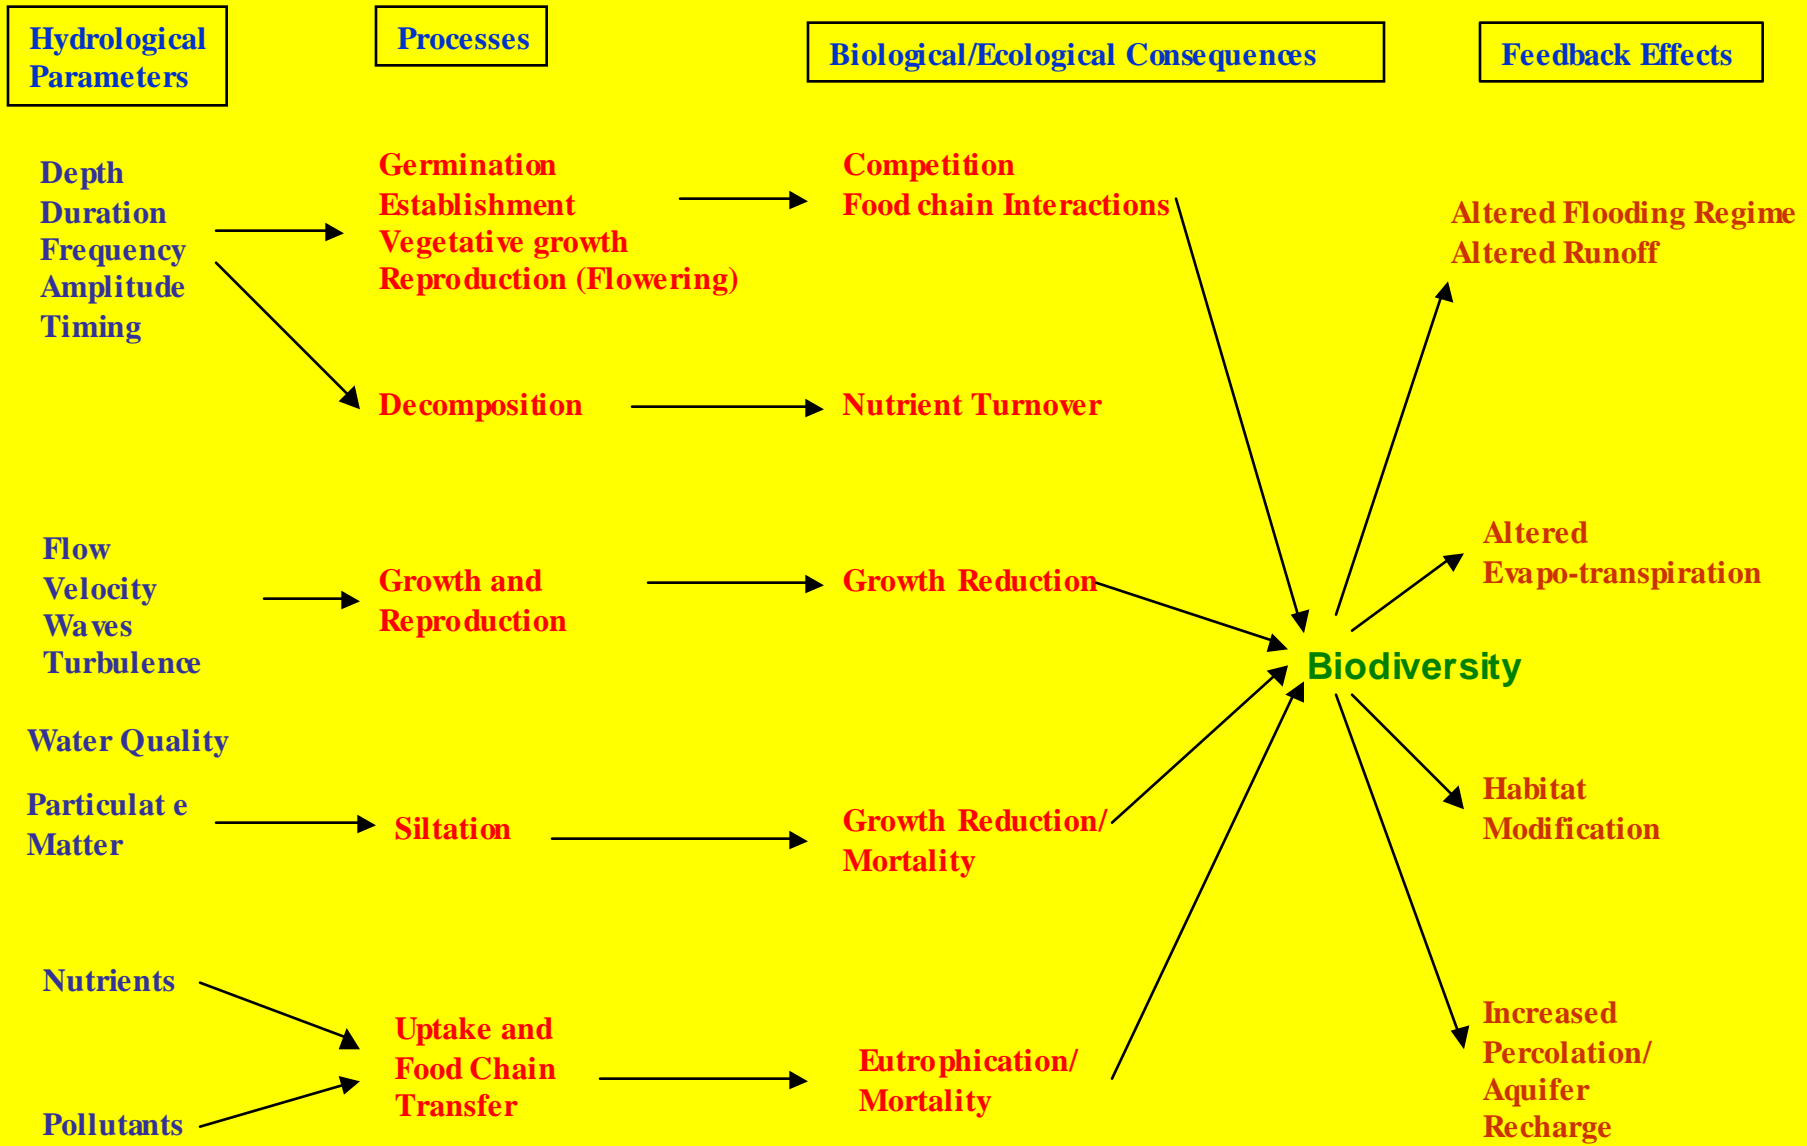 Hydrological
Parameters
Processes
Biological/Ecological Consequences
Feedback Effects
Depth
Duration
Frequency
Amplitude
Timing
Germination
Establishment
Vegetative growth
Reproduction (Flowering)
Competition
Food chain Interactions
Altered Flooding Regime
Altered Runoff
Decomposition
Nutrient Turnover
Flow
Velocity
Waves
Turbulence
Growth and
Reproduction
Growth Reduction
Altered
Evapo-transpiration
Biodiversity
Water Quality
Particulat e
Matter
Siltation
Growth Reduction/
Mortality
Habitat
Modification
Nutrients
Pollutants
Uptake and
Food Chain
Transfer
Eutrophication/
Mortality
Increased
Percolation/
Aquifer
Recharge